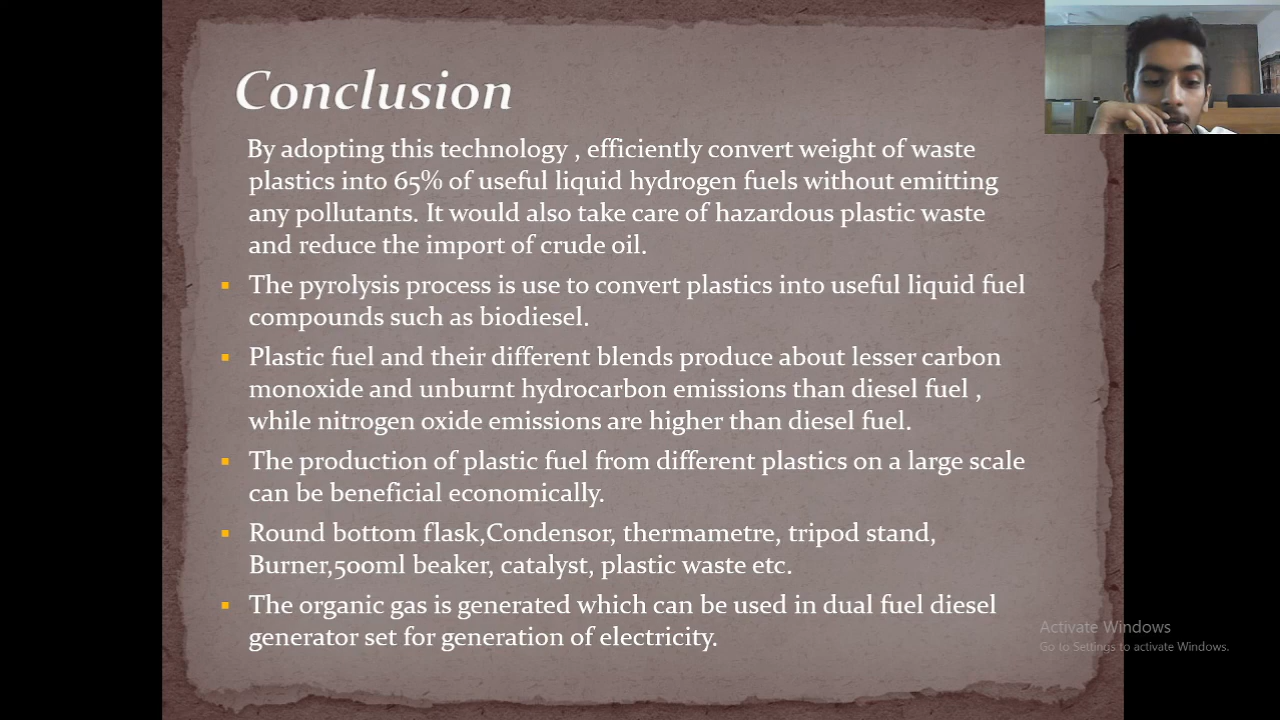 Conclusion
By adopting this technology , efficiently convert weight of waste
plastics into 65% of useful liquid hydrogen fuels without emitting
any pollutants. It would also take care of hazardous plastic waste
and reduce the import of crude oil.
▪ The pyrolysis process is use to convert plastics into useful liquid fuel
compounds such as biodiesel.
▪ Plastic fuel and their different blends produce about lesser carbon
monoxide and unburnt hydrocarbon emissions than diesel fuel ,
while nitrogen oxide emissions are higher than diesel fuel.
▪ The production of plastic fuel from different plastics on a large scale
can be beneficial economically.
▪ Round bottom flask,Condensor, thermametre, tripod stand,
Burner,500ml beaker, catalyst, plastic waste etc.
▪ The organic gas is generated which can be used in dual fuel diesel
generator set for generation of electricity.
Activate Windows
Go to Settings to activate Windows.